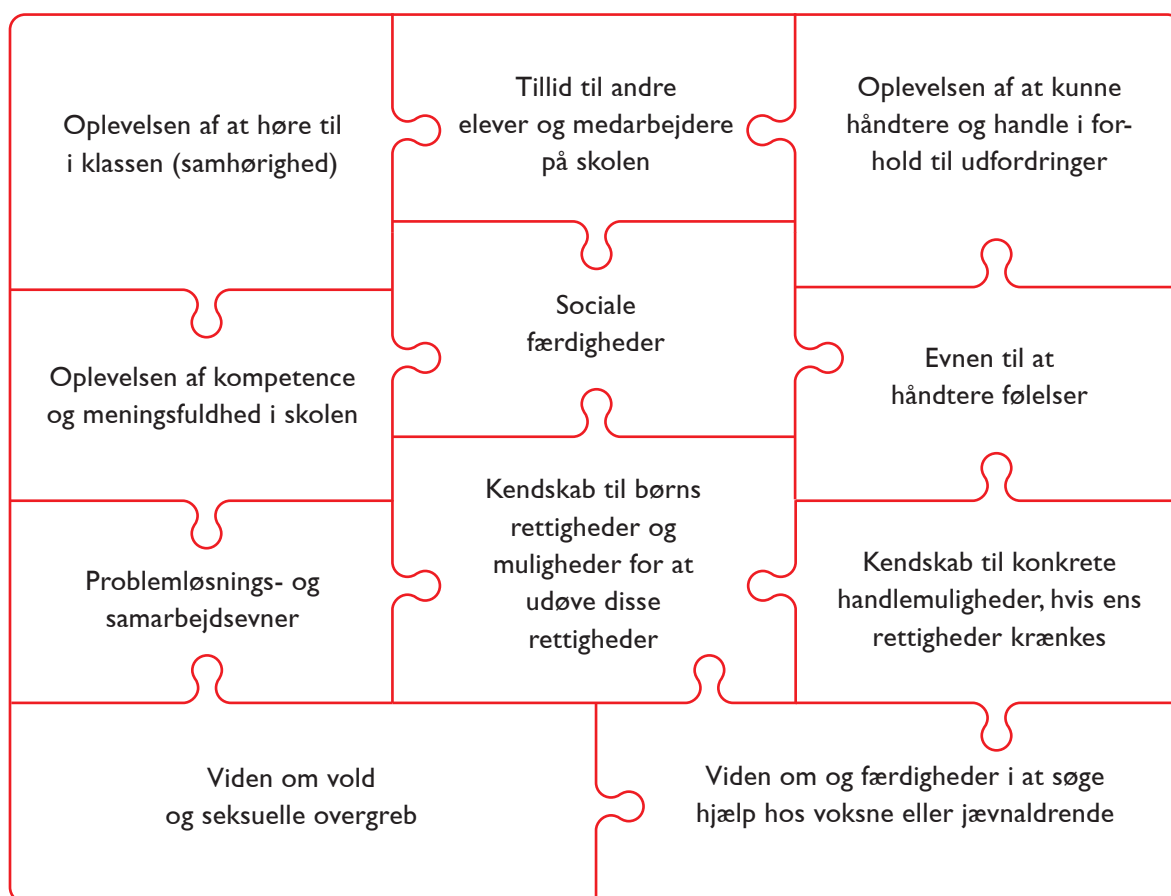 Oplevelsen af at høre til
i klassen (samhørighed)
Tillid til andre
elever og medarbejdere
på skolen
Oplevelsen af at kunne
håndtere og handle i for-
hold til udfordringer
Oplevelsen af kompetence
og meningsfuldhed i skolen
Sociale
færdigheder
Evnen til at
håndtere følelser
Problemløsnings- og
samarbejdsevner
Kendskab til børns
rettigheder og
muligheder for at
udøve disse
rettigheder
Kendskab til konkrete
handlemuligheder, hvis ens
rettigheder krænkes
Viden om vold
og seksuelle overgreb
Viden om og færdigheder i at søge
hjælp hos voksne eller jævnaldrende